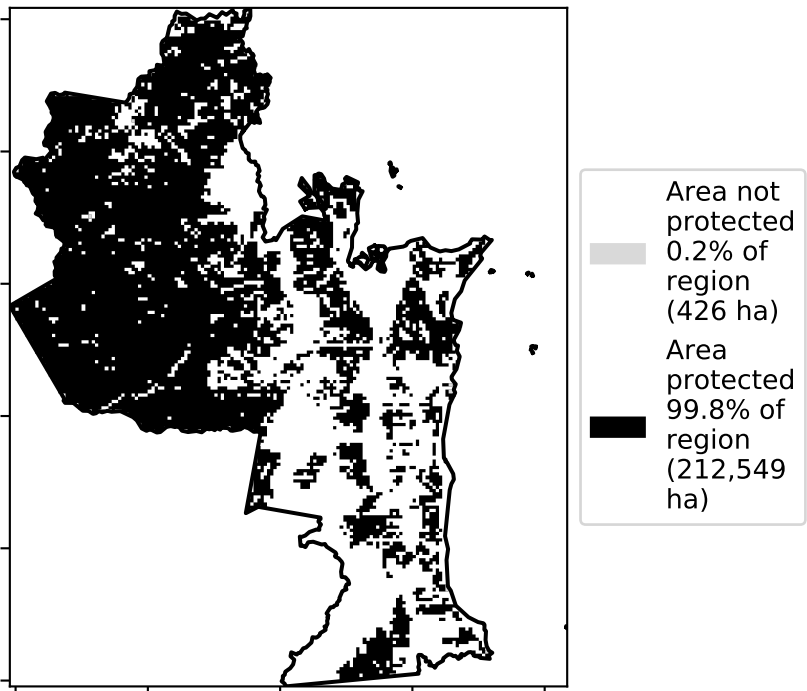 Area not
protected
0.2% of
region
(426 ha)
Area
protected
99.8% of
region
(212,549
ha)